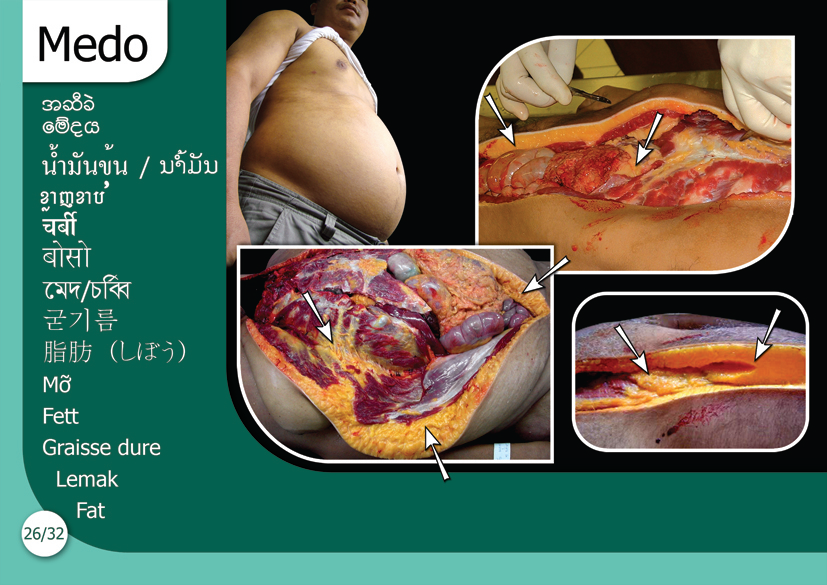 Medo
အဆီခဲ
මේදය
น้ำมันข้น / ນໍ້າມັນ
ខ្លាញខាប់
चर्बी
बोसो
মেদ/চর্ব্বি
굳기름
脂肪（しぼう）
Mỡ
Fett
Graisse dure
Lemak
Fat
26/32